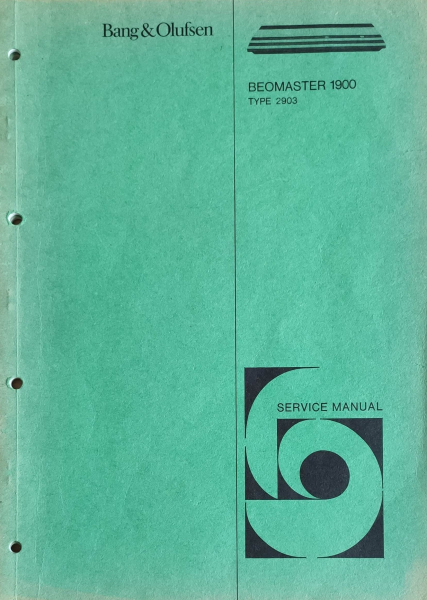 Bang & Olufsen
BEOMASTER 1900
TYPE 2903
SERVICE MANUAL